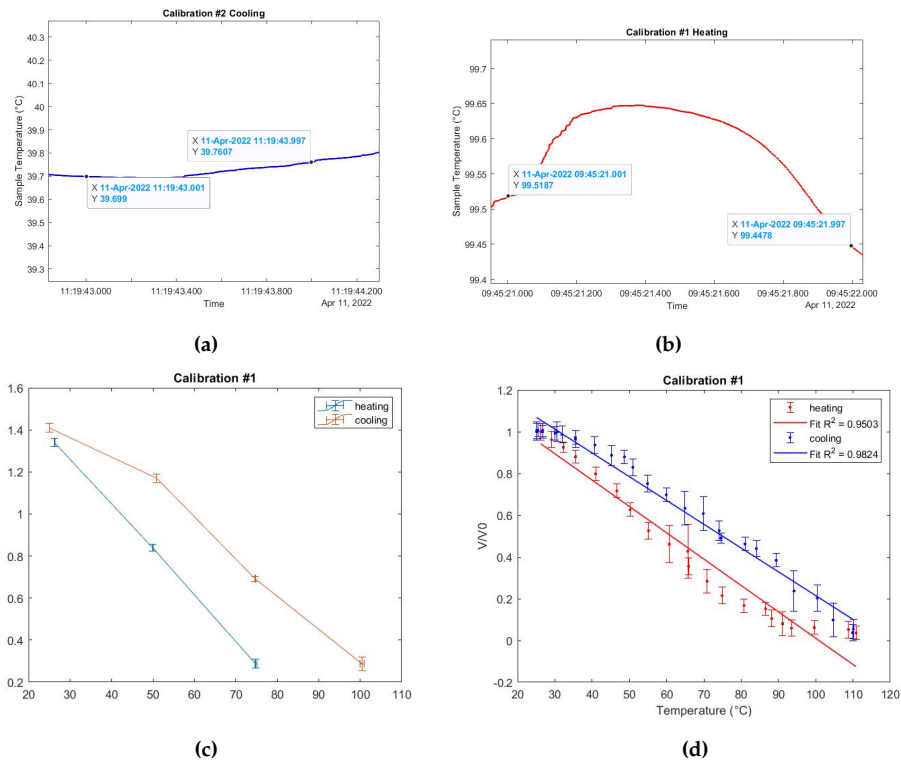 Calibration #2 Cooling
Sample Temperature (°C)
40.3
40.2
40.1
40
39.9
39.8
39.7
39.6
39.5
39.4
39.3
X 11-Apr-2022 11:19:43.997
Y 39.7607
X 11-Apr-2022 11:19:43.001
Y 39.699
11:19:43.000 11:19:43.400 11:19:43.800 11:19:44.200
Time
Apr 11, 2022
(a)
Calibration #1 Heating
Sample Temperature (°C)
99.7
99.65
99.6
99.55
99.5
99.45
99.4
X 11-Apr-2022 09:45:21.001
Y 99.5187
X 11-Apr-2022 09:45:21.997
Y 99.4478
09:45:21.000 09:45:21.200 09:45:21.400 09:45:21.600 09:45:21.800 09:45:22.000
Time
Apr 11, 2022
(b)
Calibration #1
1.6
1.4
1.2
1
0.8
0.6
0.4
0.2
heating
cooling
20 30 40 50 60 70 80 90 100 110
(c)
Calibration #1
V/V0
1.2
1
0.8
0.6
0.4
0.2
0
-0.2
heating
Fit R² = 0.9503
cooling
Fit R² = 0.9824
20 30 40 50 60 70 80 90 100 110 120
Temperature (°C)
(d)